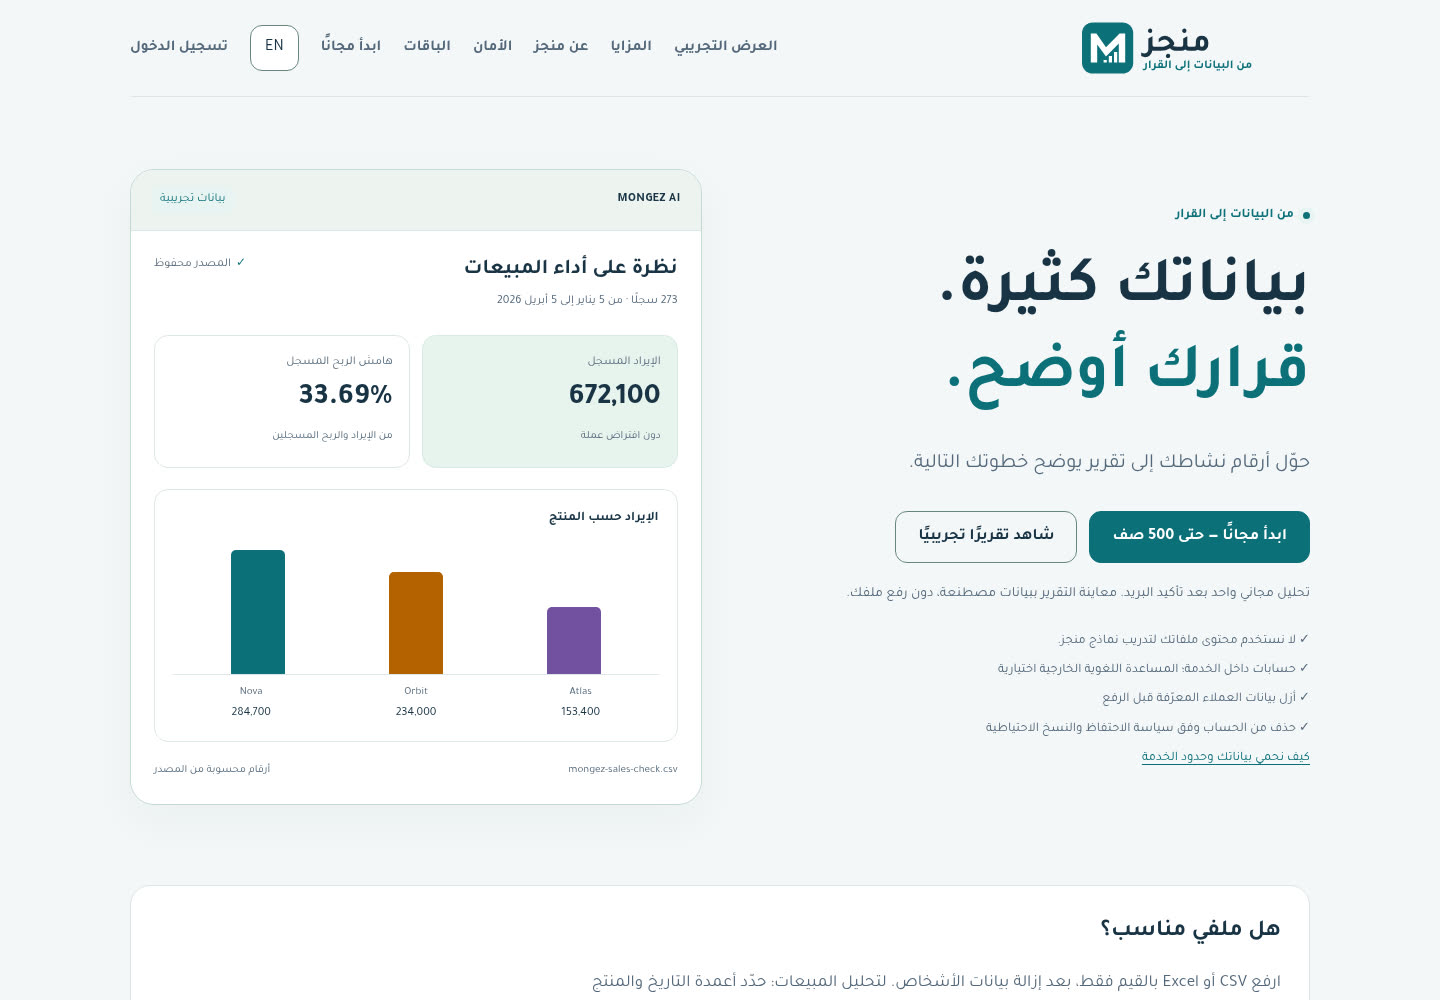 منجز
من البيانات إلى القرار
العرض التجريبي
المزايا
عن منجز
الأمان
الباقات
ابدأ مجانًا
EN
تسجيل الدخول
من البيانات إلى القرار
بياناتك كثيرة.
قرارك أوضح.
حوّل أرقام نشاطك إلى تقرير يوضح خطوتك التالية.
ابدأ مجانًا – حتى 500 صف
شاهد تقريرًا تجريبيًا
تحليل مجاني واحد بعد تأكيد البريد. معاينة التقرير ببيانات مصطنعة، دون رفع ملفك.
✓ لا نستخدم محتوى ملفاتك لتدريب نماذج منجز.
✓ حسابات داخل الخدمة؛ المساعدة اللغوية الخارجية اختيارية
✓ أزل بيانات العملاء المعرّفة قبل الرفع
✓ حذف من الحساب وفق سياسة الاحتفاظ والنسخ الاحتياطية
كيف نحمي بياناتك وحدود الخدمة
MONGEZ AI
بيانات تجريبية
نظرة على أداء المبيعات
✓ المصدر محفوظ
273 سجلًا · من 5 يناير إلى 5 أبريل 2026
الإيراد المسجل
672,100
دون افتراض عملة
هامش الربح المسجل
33.69%
من الإيراد والربح المسجلين
الإيراد حسب المنتج
Atlas
153,400
Orbit
234,000
Nova
284,700
mongez-sales-check.csv
أرقام محسوبة من المصدر
هل ملفي مناسب؟
ارفع CSV أو Excel بالقيم فقط، بعد إزالة بيانات الأشخاص. لتحليل المبيعات: حدّد أعمدة التاريخ والمنتج